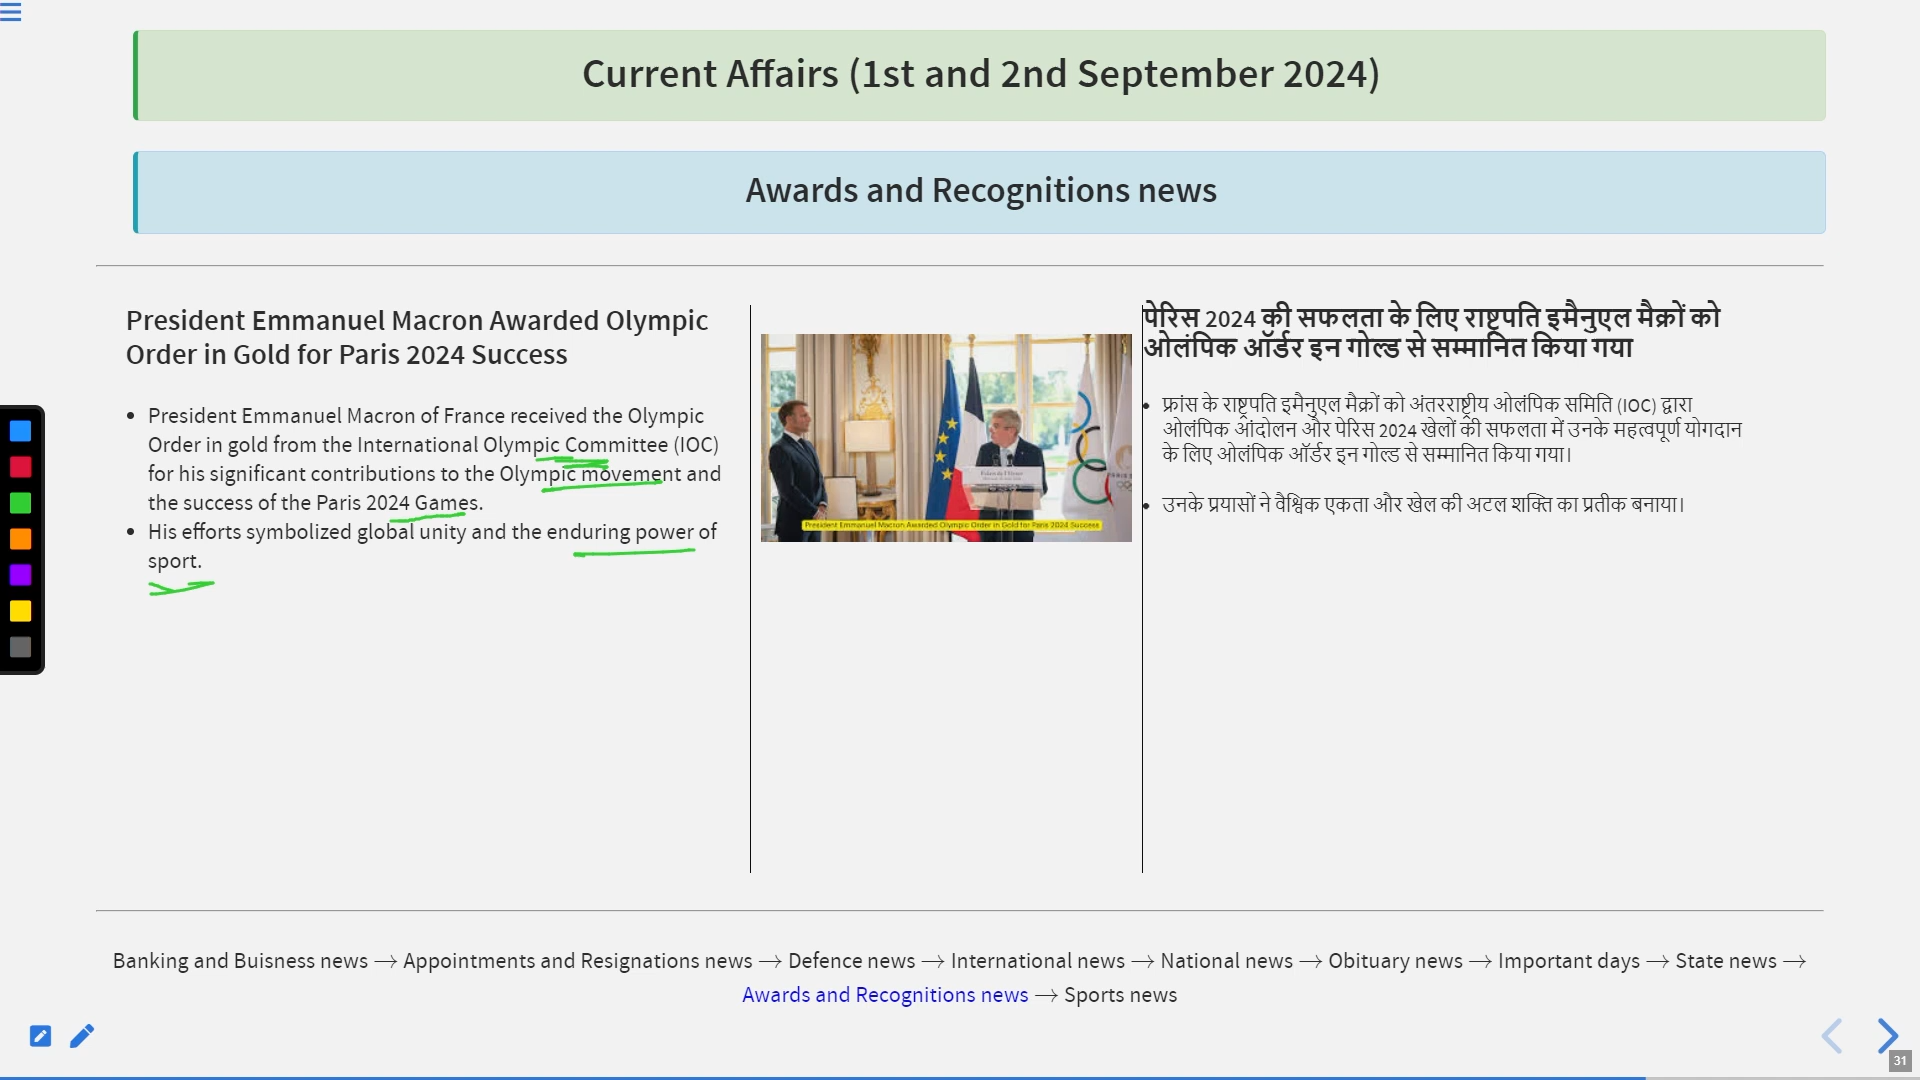 Current Affairs (1st and 2nd September 2024)
Awards and Recognitions news
President Emmanuel Macron Awarded Olympic
Order in Gold for Paris 2024 Success
President Emmanuel Macron of France received the Olympic
Order in gold from the International Olympic Committee (IOC)
for his significant contributions to the Olympic movement and
the success of the Paris 2024 Games.
His efforts symbolized global unity and the enduring power of
sport.
President Emmanuel Macron Awarded Olympic Order in Gold for Paris 2024 Success
पेरिस 2024 की सफलता के लिए राष्ट्रपति इमैनुएल मैक्रों को
ओलंपिक ऑर्डर इन गोल्ड से सम्मानित किया गया
फ्रांस के राष्ट्रपति इमैनुएल मैक्रों को अंतरराष्ट्रीय ओलंपिक समिति (IOC) द्वारा
ओलंपिक आंदोलन और पेरिस 2024 खेलों की सफलता में उनके महत्वपूर्ण योगदान
के लिए ओलंपिक ऑर्डर इन गोल्ड से सम्मानित किया गया।
उनके प्रयासों ने वैश्विक एकता और खेल की अटल शक्ति का प्रतीक बनाया।
Banking and Buisness news → Appointments and Resignations news → Defence news → International news → National news → Obituary news → Important days → State news →
Awards and Recognitions news → Sports news
31